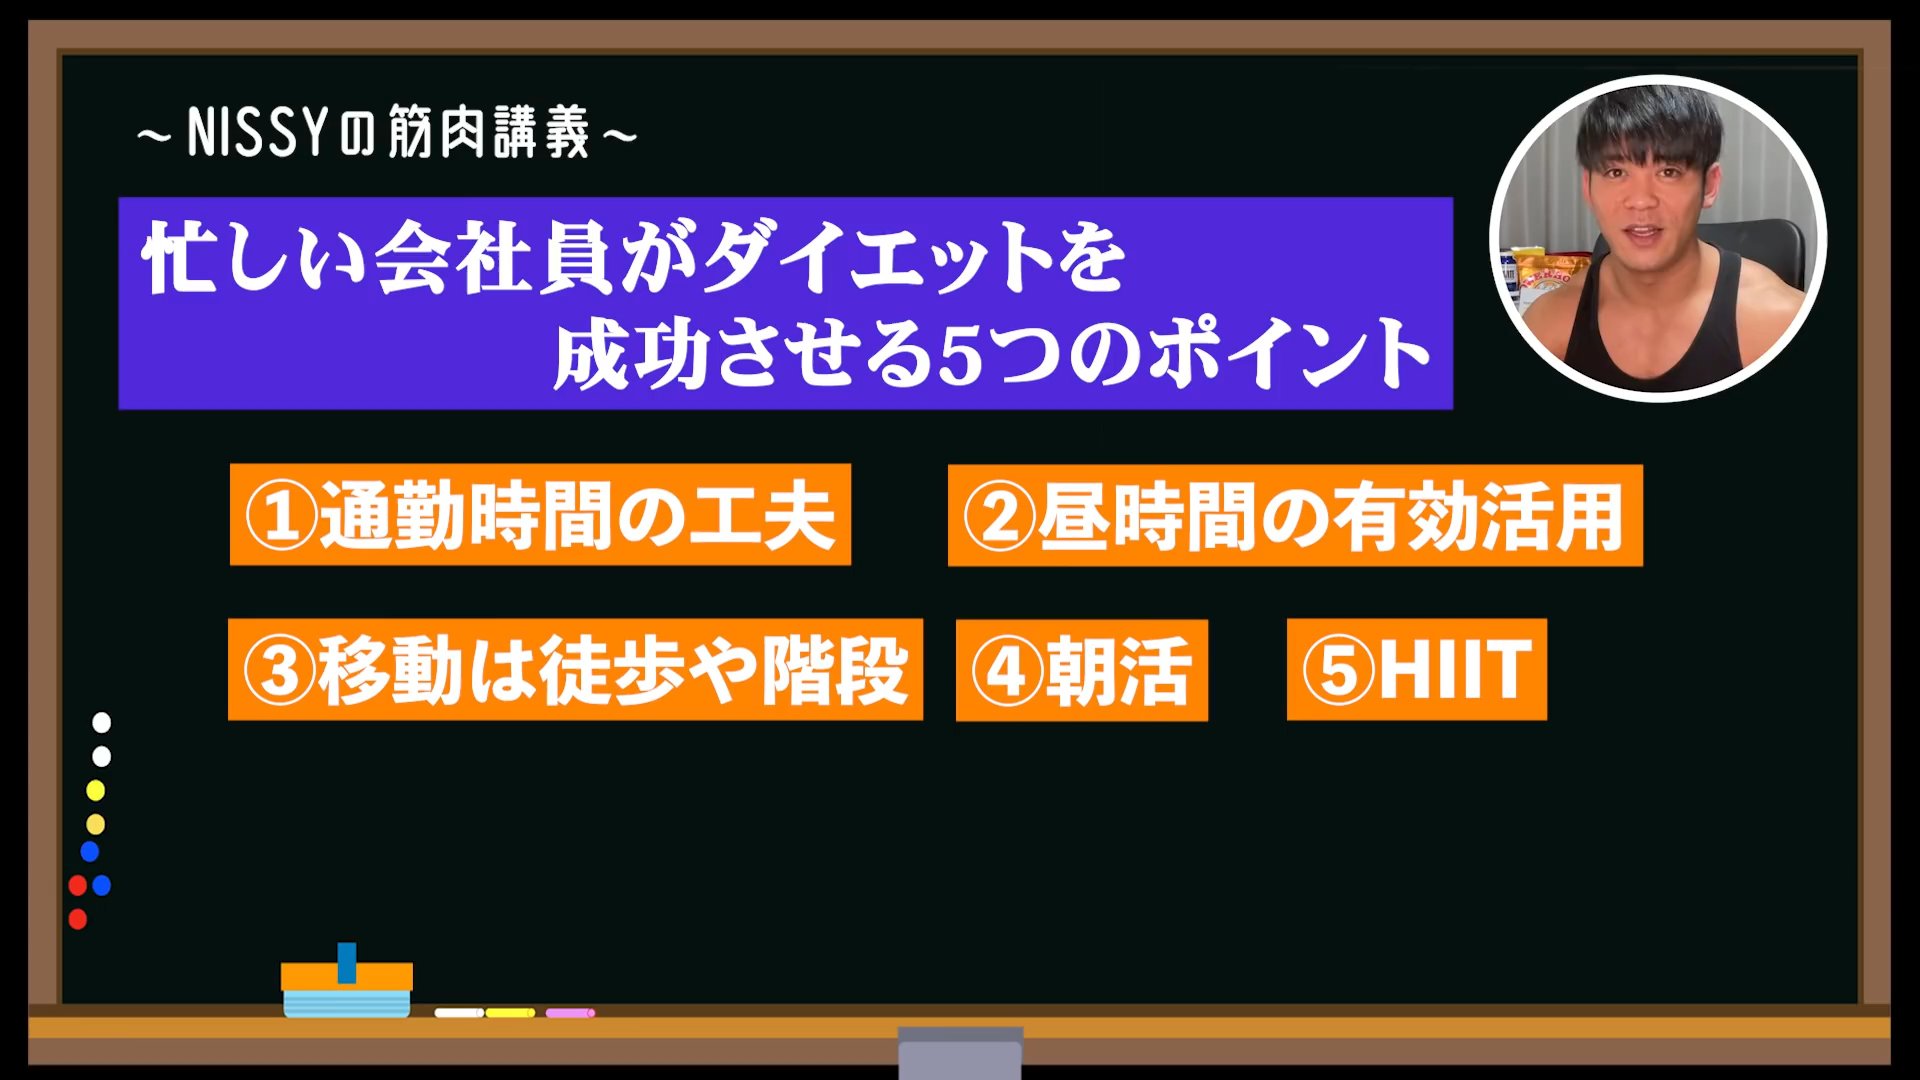 ～NISSYの筋肉講義～
忙しい会社員がダイエットを
成功させる5つのポイント
①通勤時間の工夫
②昼時間の有効活用
③移動は徒歩や階段
④朝活
⑤HIIT